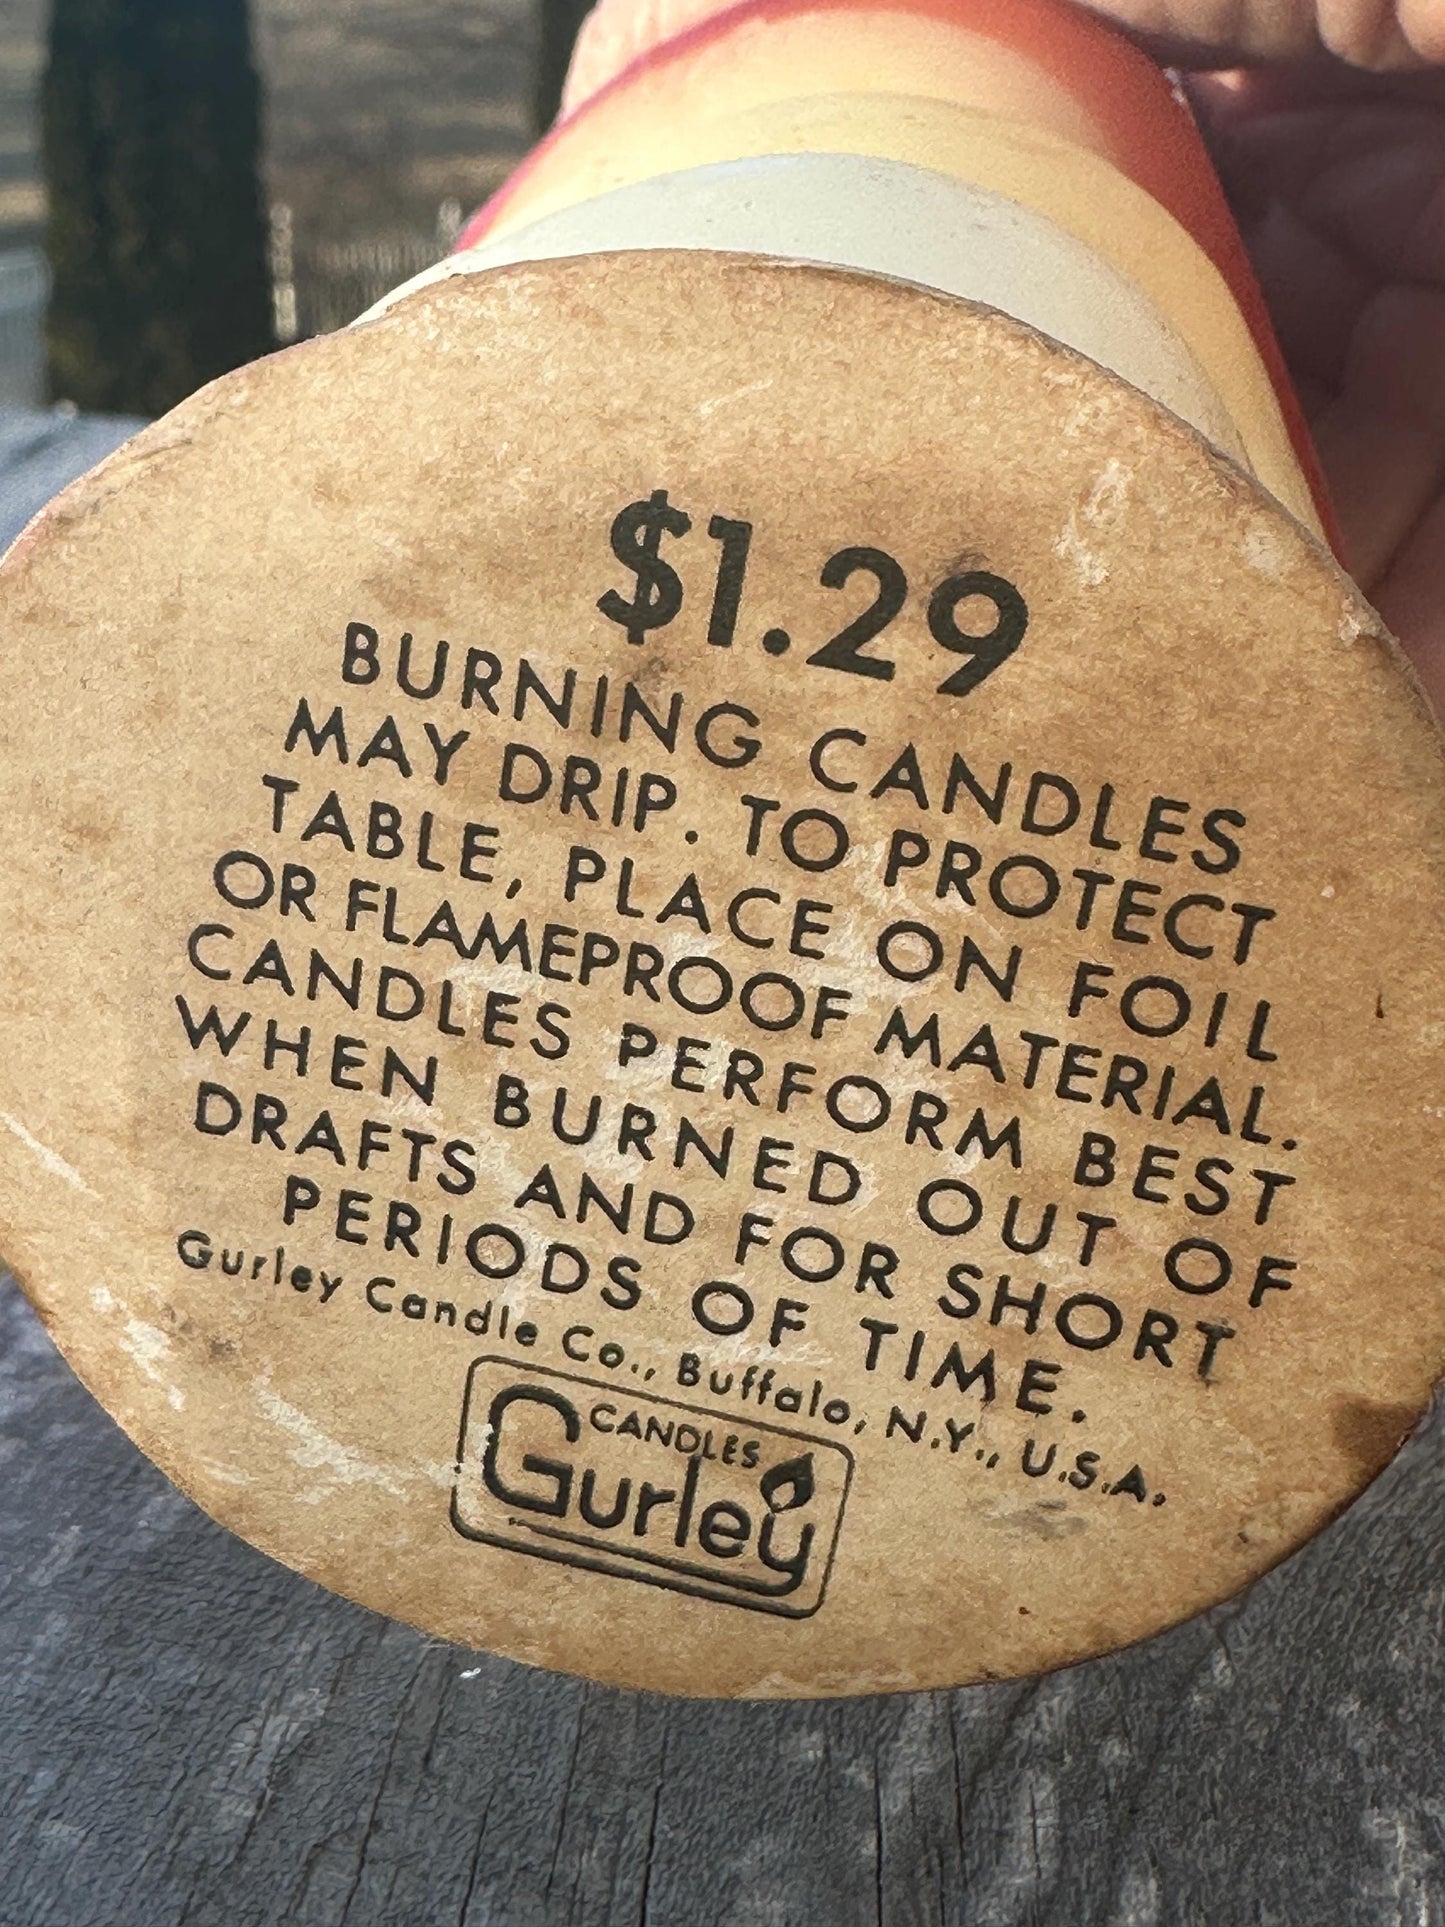 $1.29
BURNING CANDLES
MAY DRIP. TO PROTECT
TABLE, PLACE ON FOIL
OR FLAMEPROOF MATERIAL.
CANDLES PERFORM BEST
WHEN BURNED OUT OF
DRAFTS AND FOR SHORT
PERIODS OF TIME.
Gurley Candle Co., Buffalo, N.Y., U.S.A.
CANDLES
Gurley